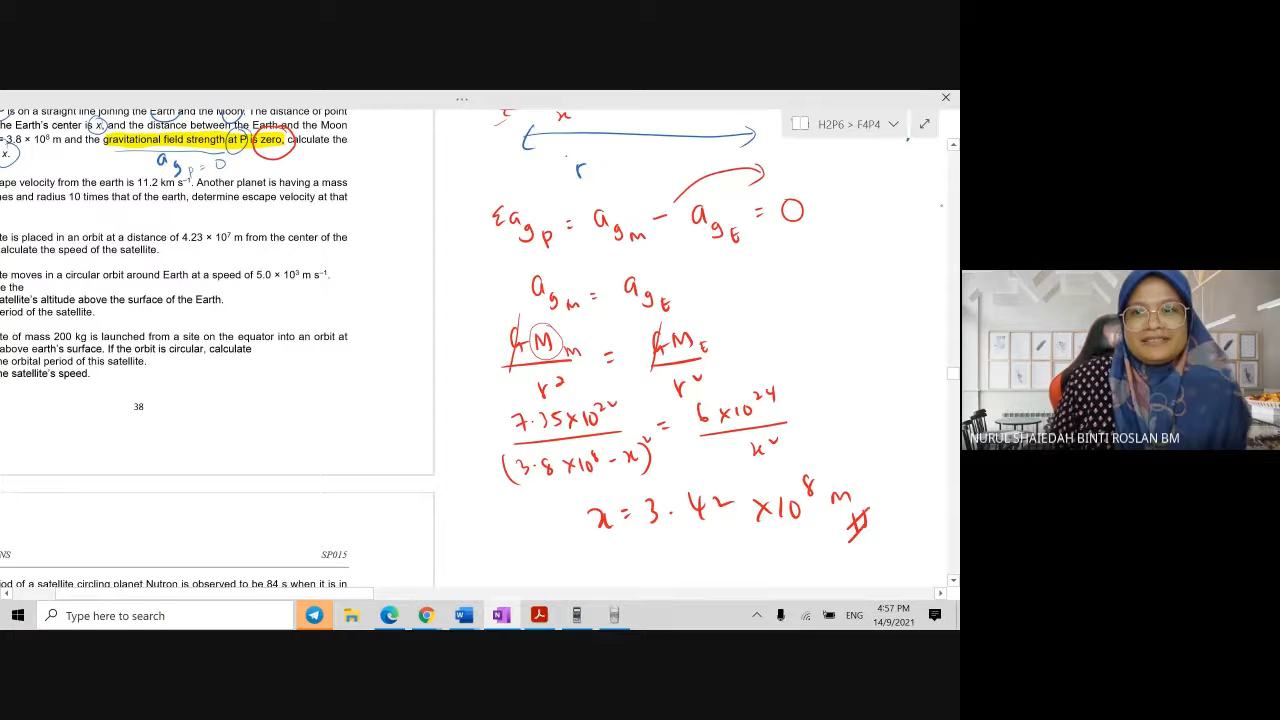 is on a straight line joining the Earth and the Moon. The distance of point
he Earth's center is x, and the distance between the Earth and the Moon
= 3.8 × 10⁸ m and the gravitational field strength at P is zero, calculate the
x.
a g P = 0
ape velocity from the earth is 11.2 km s⁻¹. Another planet is having a mass
nes and radius 10 times that of the earth, determine escape velocity at that
te is placed in an orbit at a distance of 4.23 × 10⁷ m from the center of the
alculate the speed of the satellite.
te moves in a circular orbit around Earth at a speed of 5.0 × 10³ m s⁻¹.
e the
atellite's altitude above the surface of the Earth.
period of the satellite.
te of mass 200 kg is launched from a site on the equator into an orbit at
above earth's surface. If the orbit is circular, calculate
he orbital period of this satellite.
he satellite's speed.
38
NS SP015
iod of a satellite circling planet Nutron is observed to be 84 s when it is in
H2P6 > F4P4
x
r
Σa g P = a g M − a g E = 0
a g M = a g E
G M M / r² = G M E / r²
7.35 × 10²² / (3.8 × 10⁸ − x)² = 6 × 10²⁴ / x²
x = 3.42 × 10⁸ m
NURUL SHAIEDAH BINTI ROSLAN BM
Type here to search
ENG
4:57 PM
14/9/2021